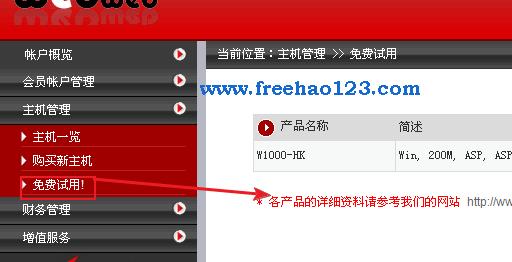 帐户概览
会员帐户管理
主机管理
主机一览
购买新主机
免费试用!
财务管理
增值服务
当前位置：主机管理 >> 免费试用
www.freehao123.com
产品名称 简述
W1000-HK Win, 200M, ASP, ASP
* 各产品的详细资料请参考我们的网站 http://ww